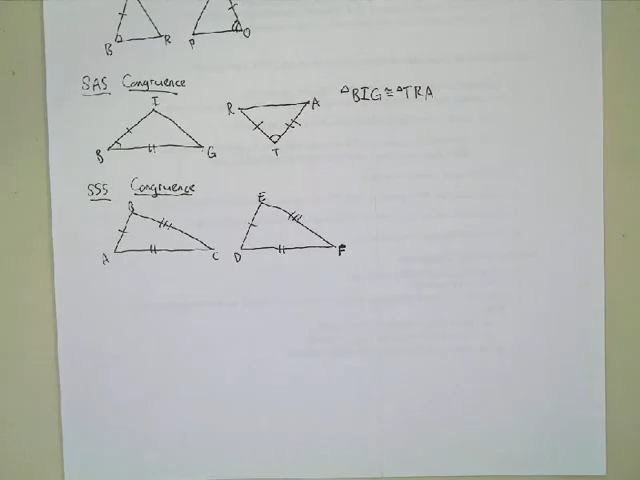 B R P O
SAS Congruence
I
R A △BIG ≅ △TRA
B G T
SSS Congruence
B E
A C D F